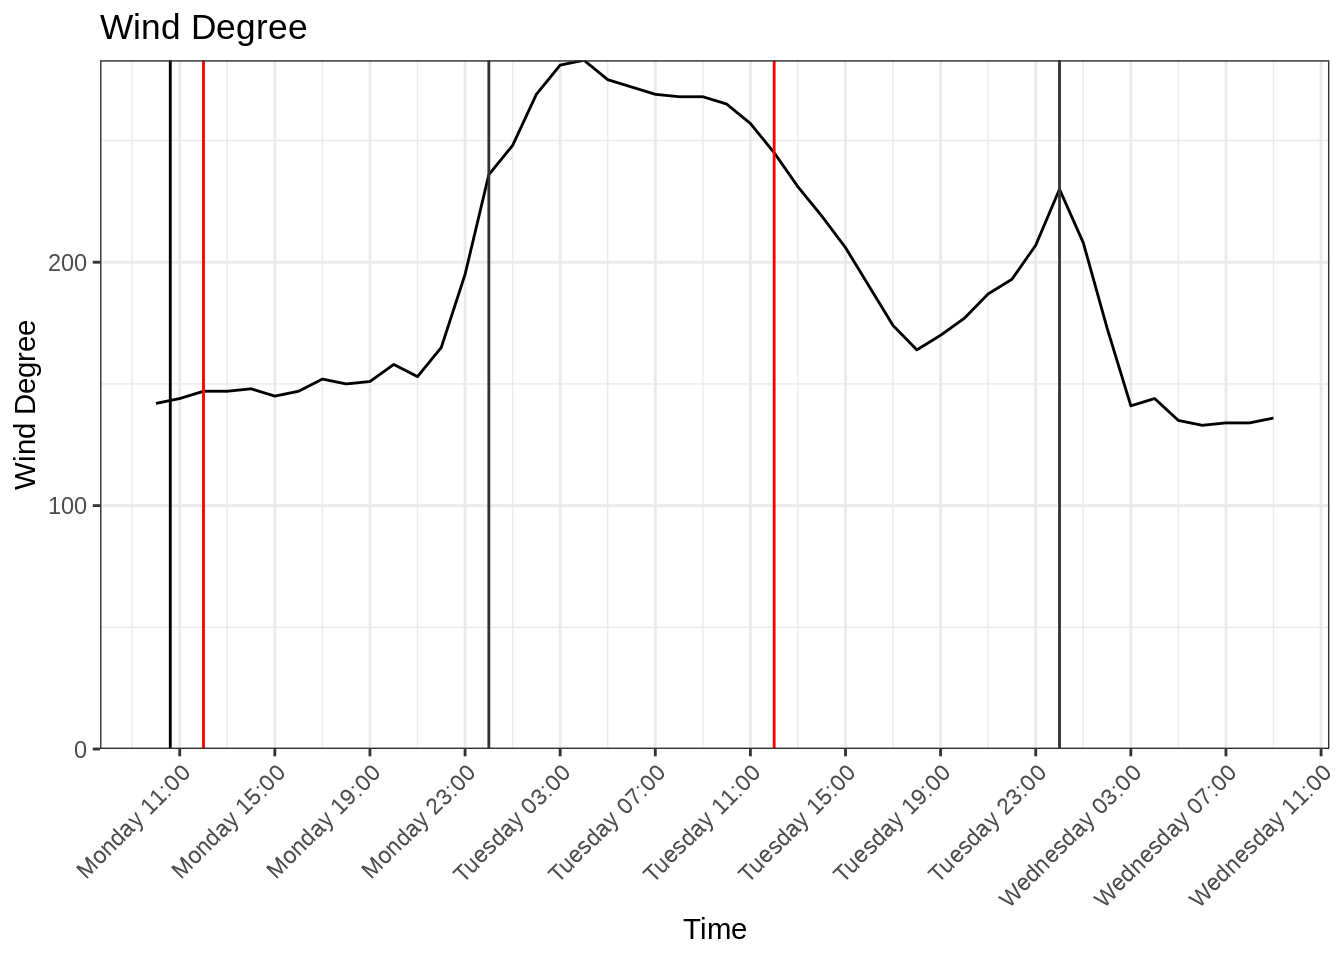 Wind Degree
Wind Degree
200
100
0
Monday 11:00
Monday 15:00
Monday 19:00
Monday 23:00
Tuesday 03:00
Tuesday 07:00
Tuesday 11:00
Tuesday 15:00
Tuesday 19:00
Tuesday 23:00
Wednesday 03:00
Wednesday 07:00
Wednesday 11:00
Time